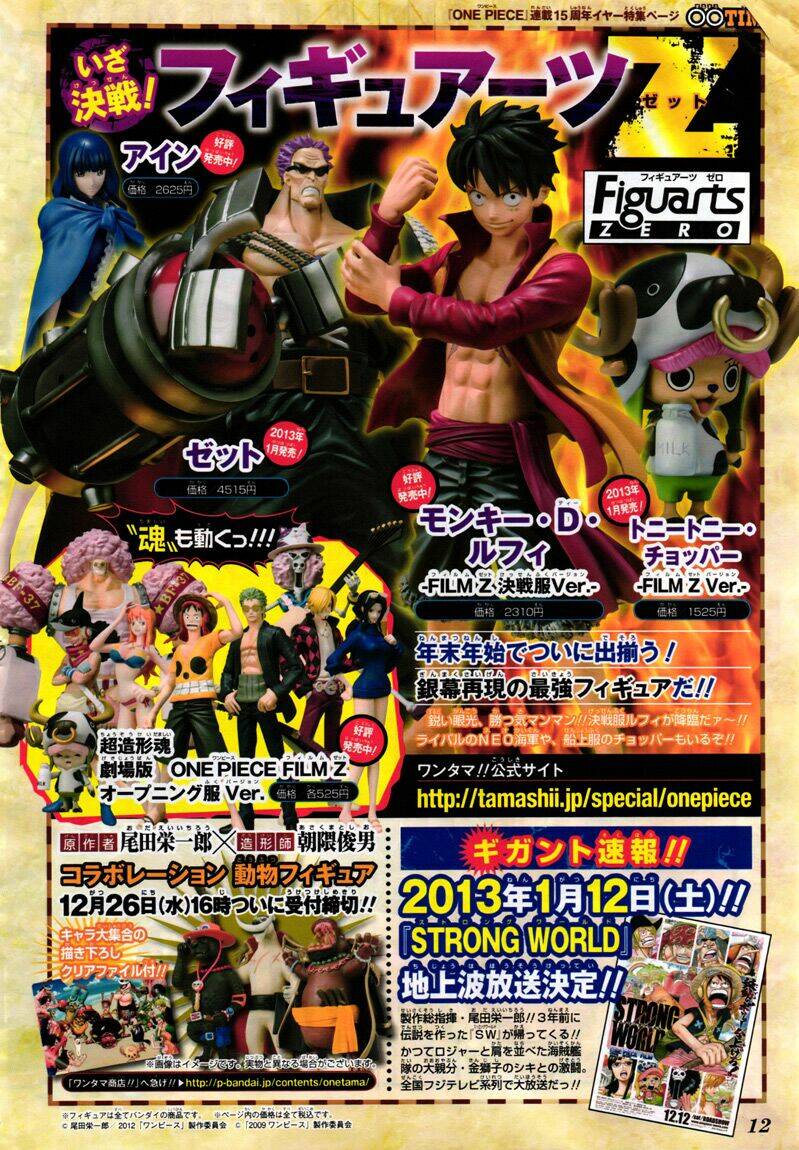 『ONE PIECE』連載15周年イヤー特集ページ
いざ
決戦!
フィギュアーツ
Z
ゼット
アイン
好評
発売中!
価格 2625円
フィギュアーツ ゼロ
Figuarts
ZERO
MILK
ゼット
2013年
1月発売!
価格 4515円
好評
発売中!
モンキー・D・
ルフィ
-FILM Z 決戦服Ver.-
価格 2310円
2013年
1月発売!
トニートニー・
チョッパー
-FILM Z Ver.-
価格 1525円
"魂"も動くっ!!!
BF-37
年末年始でついに出揃う!
銀幕再現の最強フィギュアだ!!
鋭い眼光、勝つ気マンマン!!決戦服ルフィが降臨だァ〜!!
ライバルのNEO海軍や、船上服のチョッパーもいるぞ!!
好評
発売中!
超造形魂
劇場版 ONE PIECE FILM Z
オープニング服 Ver.
価格 各525円
ワンタマ!!公式サイト
http://tamashii.jp/special/onepiece
原作者 尾田栄一郎×造形師 朝隈俊男
コラボレーション 動物フィギュア
12月26日(水)16時ついに受付締切!!
キャラ大集合の
描き下ろし
クリアファイル付!!
※画像はイメージです。実物と異なる場合がございます。
「ワンタマ商店!!」へ急げ!!▶http://p-bandai.jp/contents/onetama/
ギガント速報!!
2013年1月12日(土)!!
『STRONG WORLD』
地上波放送決定!!
製作総指揮・尾田栄一郎!!3年前に
伝説を作った『SW』が帰ってくる!!
かつてロジャーと肩を並べた海賊艦
隊の大親分・金獅子のシキとの激闘。
全国フジテレビ系列で大放送だっ!!
STRONG
WORLD
12.12
※フィギュアは全てバンダイの商品です。 ※ページ内の価格は全て税込です。
© 尾田栄一郎/2012「ワンピース」製作委員会 ©「2009ワンピース」製作委員会
12